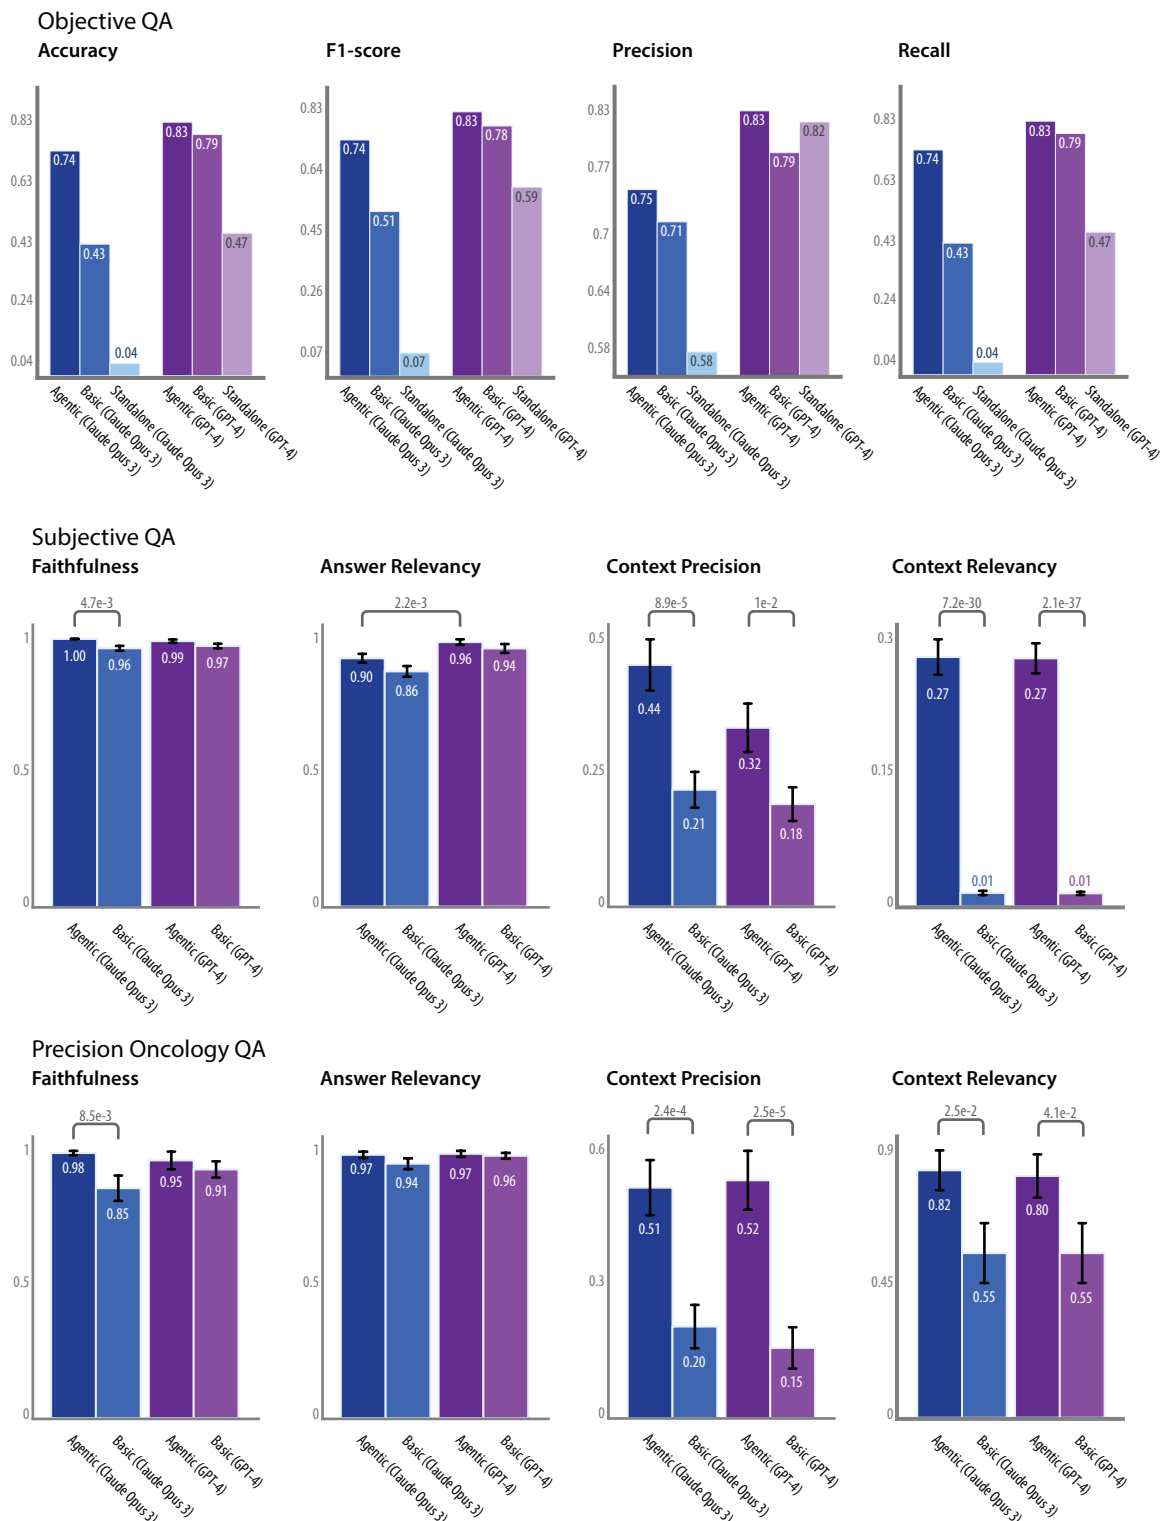 Objective QA
Accuracy
F1-score
Precision
Recall
0.83
0.63
0.43
0.24
0.04
0.74
0.43
0.04
0.83
0.79
0.47
Agentic (Claude Opus 3)
Basic (Claude Opus 3)
Standalone (Claude Opus 3)
Agentic (GPT-4)
Basic (GPT-4)
Standalone (GPT-4)
0.83
0.64
0.45
0.26
0.07
0.74
0.51
0.07
0.83
0.78
0.59
Agentic (Claude Opus 3)
Basic (Claude Opus 3)
Standalone (Claude Opus 3)
Agentic (GPT-4)
Basic (GPT-4)
Standalone (GPT-4)
0.83
0.77
0.7
0.64
0.58
0.75
0.71
0.58
0.83
0.79
0.82
Agentic (Claude Opus 3)
Basic (Claude Opus 3)
Standalone (Claude Opus 3)
Agentic (GPT-4)
Basic (GPT-4)
Standalone (GPT-4)
0.83
0.63
0.43
0.24
0.04
0.74
0.43
0.04
0.83
0.79
0.47
Agentic (Claude Opus 3)
Basic (Claude Opus 3)
Standalone (Claude Opus 3)
Agentic (GPT-4)
Basic (GPT-4)
Standalone (GPT-4)
Subjective QA
Faithfulness
Answer Relevancy
Context Precision
Context Relevancy
4.7e-3
1
0.5
0
1.00
0.96
0.99
0.97
Agentic (Claude Opus 3)
Basic (Claude Opus 3)
Agentic (GPT-4)
Basic (GPT-4)
2.2e-3
1
0.5
0
0.90
0.86
0.96
0.94
Agentic (Claude Opus 3)
Basic (Claude Opus 3)
Agentic (GPT-4)
Basic (GPT-4)
8.9e-5
1e-2
0.5
0.25
0
0.44
0.21
0.32
0.18
Agentic (Claude Opus 3)
Basic (Claude Opus 3)
Agentic (GPT-4)
Basic (GPT-4)
7.2e-30
2.1e-37
0.3
0.15
0
0.27
0.01
0.27
0.01
Agentic (Claude Opus 3)
Basic (Claude Opus 3)
Agentic (GPT-4)
Basic (GPT-4)
Precision Oncology QA
Faithfulness
Answer Relevancy
Context Precision
Context Relevancy
8.5e-3
1
0.5
0
0.98
0.85
0.95
0.91
Agentic (Claude Opus 3)
Basic (Claude Opus 3)
Agentic (GPT-4)
Basic (GPT-4)
1
0.5
0
0.97
0.94
0.97
0.96
Agentic (Claude Opus 3)
Basic (Claude Opus 3)
Agentic (GPT-4)
Basic (GPT-4)
2.4e-4
2.5e-5
0.6
0.3
0
0.51
0.20
0.52
0.15
Agentic (Claude Opus 3)
Basic (Claude Opus 3)
Agentic (GPT-4)
Basic (GPT-4)
2.5e-2
4.1e-2
0.9
0.45
0
0.82
0.55
0.80
0.55
Agentic (Claude Opus 3)
Basic (Claude Opus 3)
Agentic (GPT-4)
Basic (GPT-4)